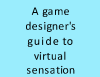 A game
designer's
guide to
virtual
sensation